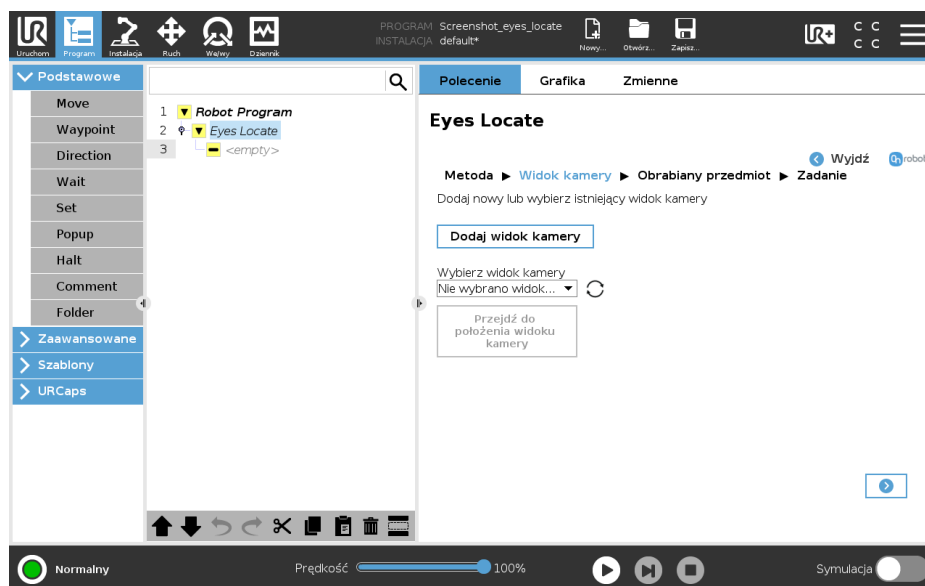 PROGRAM Screenshot_eyes_locate
INSTALACJA default*
Uruchom Program Instalacja Ruch We/wy Dziennik Nowy... Otwórz... Zapisz...
UR+
C C
C C
Podstawowe
Move
Waypoint
Direction
Wait
Set
Popup
Halt
Comment
Folder
Zaawansowane
Szablony
URCaps
1 Robot Program
2 Eyes Locate
3 <empty>
Polecenie Grafika Zmienne
Eyes Locate
Wyjdź On robot
Metoda ▶ Widok kamery ▶ Obrabiany przedmiot ▶ Zadanie
Dodaj nowy lub wybierz istniejący widok kamery
Dodaj widok kamery
Wybierz widok kamery
Nie wybrano widok...
Przejdź do
położenia widoku
kamery
Normalny Prędkość 100% Symulacja